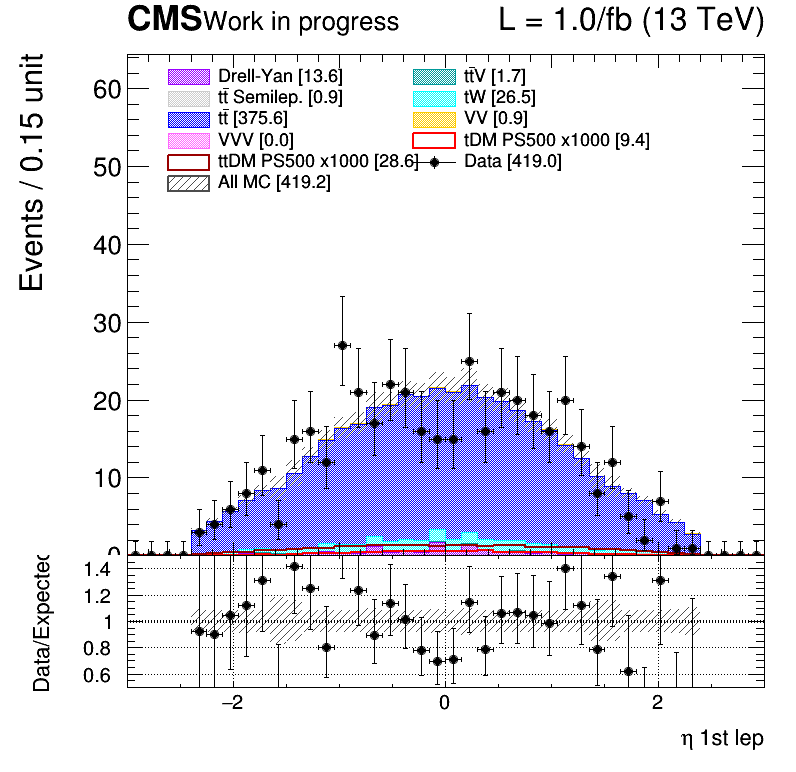 CMS Work in progress L = 1.0/fb (13 TeV)
Drell-Yan [13.6] tt̄V [1.7]
tt̄ Semilep. [0.9] tW [26.5]
tt̄ [375.6] VV [0.9]
VVV [0.0] tDM PS500 x1000 [9.4]
ttDM PS500 x1000 [28.6] Data [419.0]
All MC [419.2]
Events / 0.15 unit
60
50
40
30
20
10
0
Data/Expected
1.4
1.2
1
0.8
0.6
−2 0 2
η 1st lep